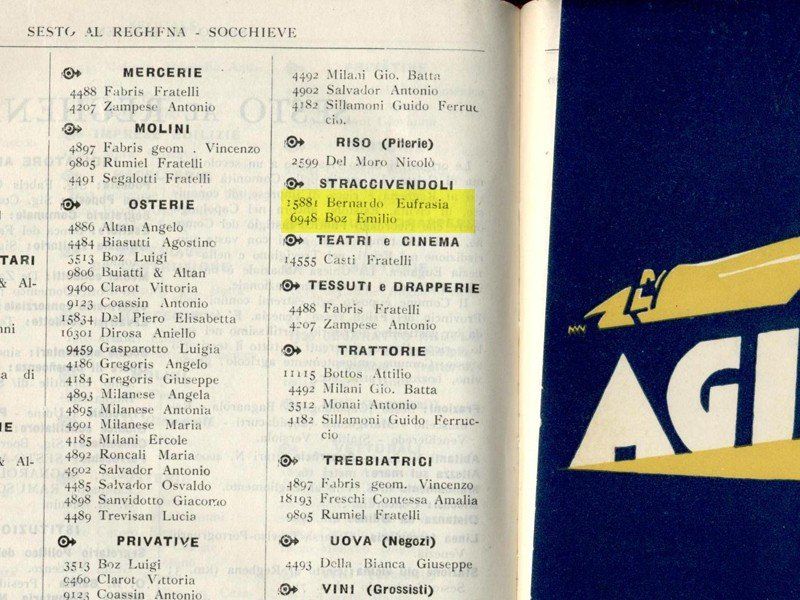 SESTO AL REGHENA - SOCCHIEVE
TARI
& Al-
nni
a di
IE
& Al-
MERCERIE
4488 Fabris Fratelli
4207 Zampese Antonio
MOLINI
4897 Fabris geom . Vincenzo
9805 Rumiel Fratelli
4491 Segalotti Fratelli
OSTERIE
4886 Altan Angelo
4484 Biasutti Agostino
3513 Boz Luigi
9806 Buiatti & Altan
9460 Clarot Vittoria
9123 Coassin Antonio
15834 Dal Piero Elisabetta
16301 Dirosa Aniello
9459 Gasparotto Luigia
4186 Gregoris Angelo
4184 Gregoris Giuseppe
4893 Milanese Angela
4895 Milanese Antonia
4901 Milanese Maria
4185 Milani Ercole
4892 Roncali Maria
4902 Salvador Antonio
4485 Salvador Osvaldo
4898 Sanvidotto Giacomo
4489 Trevisan Lucia
PRIVATIVE
3513 Boz Luigi
9460 Clarot Vittoria
9123 Coassin Antonio
4492 Milani Gio. Batta
4902 Salvador Antonio
4182 Sillamoni Guido Ferruc-
cio.
RISO (Pilerie)
2599 Del Moro Nicolò
STRACCIVENDOLI
15881 Bernardo Eufrasia
6948 Boz Emilio
TEATRI e CINEMA
14555 Casti Fratelli
TESSUTI e DRAPPERIE
4488 Fabris Fratelli
4207 Zampese Antonio
TRATTORIE
11115 Bottos Attilio
4492 Milani Gio. Batta
3512 Monai Antonio
4182 Sillamoni Guido Ferruc-
cio
TREBBIATRICI
4897 Fabris geom. Vincenzo
18193 Freschi Contessa Amalia
9805 Rumiel Fratelli
UOVA (Negozi)
4493 Della Bianca Giuseppe
VINI (Grossisti)
AGI